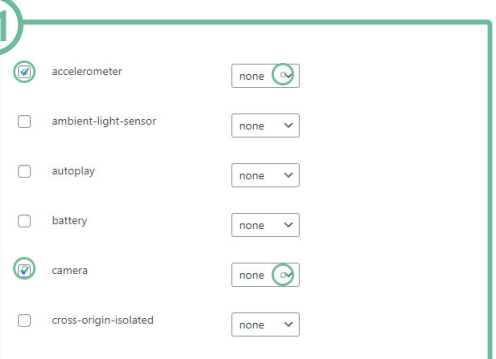 1
accelerometer none
ambient-light-sensor none
autoplay none
battery none
camera none
cross-origin-isolated none